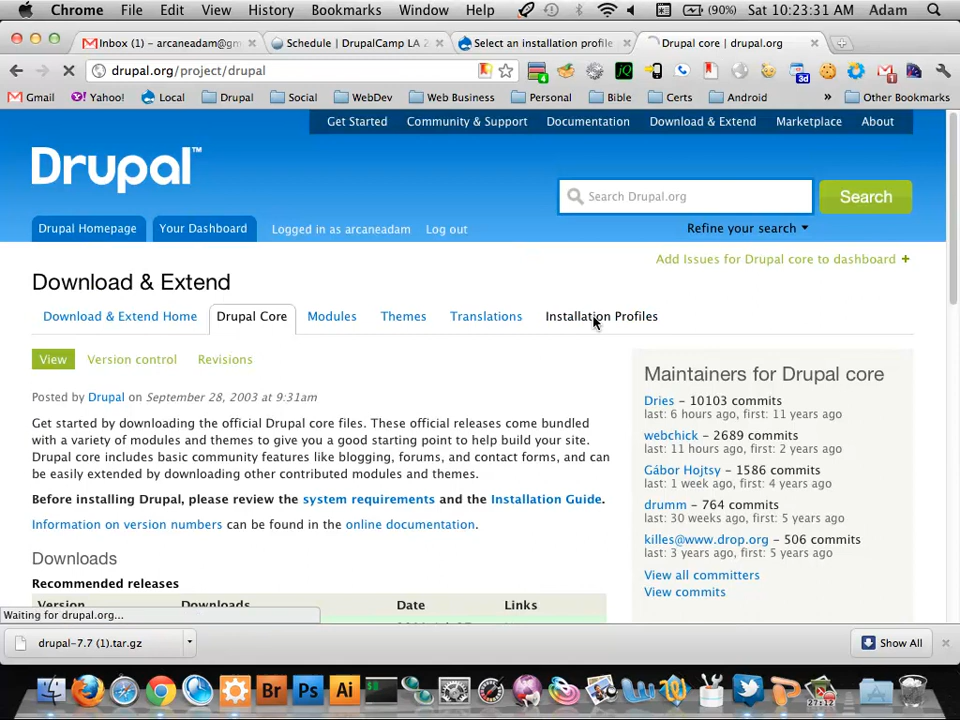 Chrome File Edit View History Bookmarks Window Help (90%) Sat 10:23:31 AM Adam
Inbox (1) - arcaneadam@gm
Schedule | DrupalCamp LA 2
Select an installation profile
Drupal core | drupal.org
drupal.org/project/drupal
Gmail Yahoo! Local Drupal Social WebDev Web Business Personal Bible Certs Android » Other Bookmarks
Get Started Community & Support Documentation Download & Extend Marketplace About
Drupal™
Search Drupal.org Search
Refine your search
Drupal Homepage Your Dashboard Logged in as arcaneadam Log out
Add Issues for Drupal core to dashboard +
Download & Extend
Download & Extend Home Drupal Core Modules Themes Translations Installation Profiles
View Version control Revisions
Posted by Drupal on September 28, 2003 at 9:31am
Get started by downloading the official Drupal core files. These official releases come bundled
with a variety of modules and themes to give you a good starting point to help build your site.
Drupal core includes basic community features like blogging, forums, and contact forms, and can
be easily extended by downloading other contributed modules and themes.
Before installing Drupal, please review the system requirements and the Installation Guide.
Information on version numbers can be found in the online documentation.
Downloads
Recommended releases
Version Downloads Date Links
Maintainers for Drupal core
Dries - 10103 commits
last: 6 hours ago, first: 11 years ago
webchick - 2689 commits
last: 11 hours ago, first: 2 years ago
Gábor Hojtsy - 1586 commits
last: 1 week ago, first: 4 years ago
drumm - 764 commits
last: 30 weeks ago, first: 5 years ago
killes@www.drop.org - 506 commits
last: 3 years ago, first: 5 years ago
View all committers
View commits
Waiting for drupal.org...
drupal-7.7 (1).tar.gz
Show All
Br Ps Ai
27:12